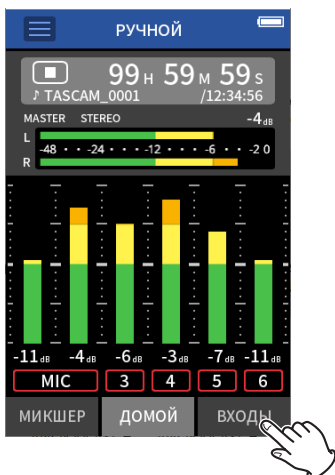 РУЧНОЙ
99 H 59 M 59 S
♪ TASCAM_0001 /12:34:56
MASTER STEREO -4 dB
L
-48 · · -24 · · · · -12 · · · · -6 · · -2 0
R
-11 dB -4 dB -6 dB -3 dB -7 dB -11 dB
MIC 3 4 5 6
МИКШЕР ДОМОЙ ВХОДЫ